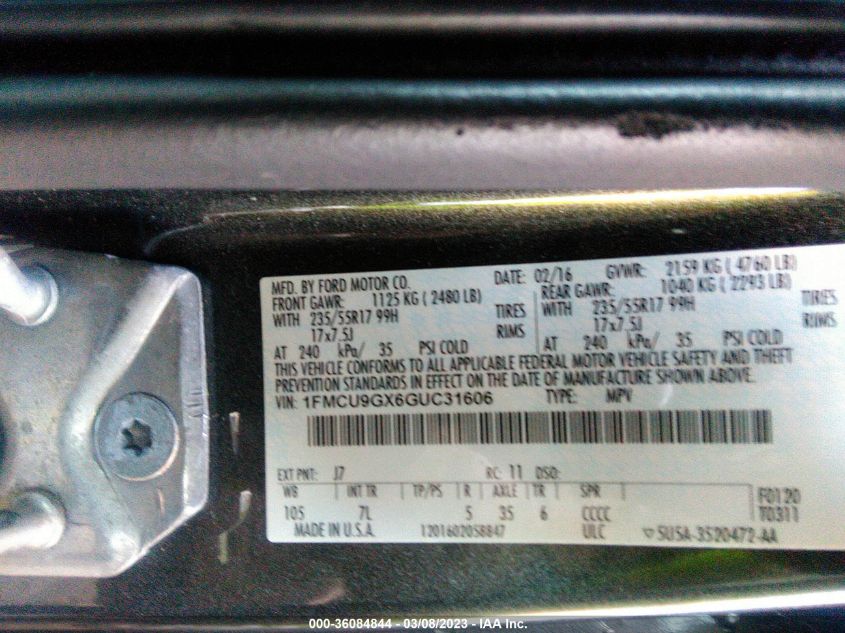 MFD. BY FORD MOTOR CO. DATE: 02/16 GVWR: 2159 KG ( 4760 LB)
FRONT GAWR: 1125 KG ( 2480 LB) REAR GAWR: 1040 KG ( 2293 LB)
WITH 235/55R17 99H TIRES WITH 235/55R17 99H TIRES
17x7.5J RIMS 17x7.5J RIMS
AT 240 kPa/ 35 PSI COLD AT 240 kPa/ 35 PSI COLD
THIS VEHICLE CONFORMS TO ALL APPLICABLE FEDERAL MOTOR VEHICLE SAFETY AND THEFT
PREVENTION STANDARDS IN EFFECT ON THE DATE OF MANUFACTURE SHOWN ABOVE.
VIN: 1FMCU9GX6GUC31606 TYPE: MPV
EXT PNT: J7 RC: 11 DSO:
WB INT TR TP/PS R AXLE TR SPR F0120
105 7L 5 35 6 CCCC T0311
MADE IN U.S.A. 1201602058847 ULC 5U5A-3520472-AA
000-36084844 - 03/08/2023 - IAA Inc.